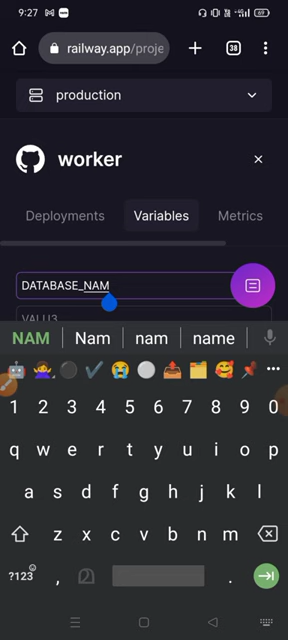 9:27
69
railway.app/proje
38
production
worker
Deployments Variables Metrics
DATABASE_NAM
VALU3
NAM Nam nam name
1 2 3 4 5 6 7 8 9 0
q w e r t y u i o p
a s d f g h j k l
z x c v b n m
?123 , .